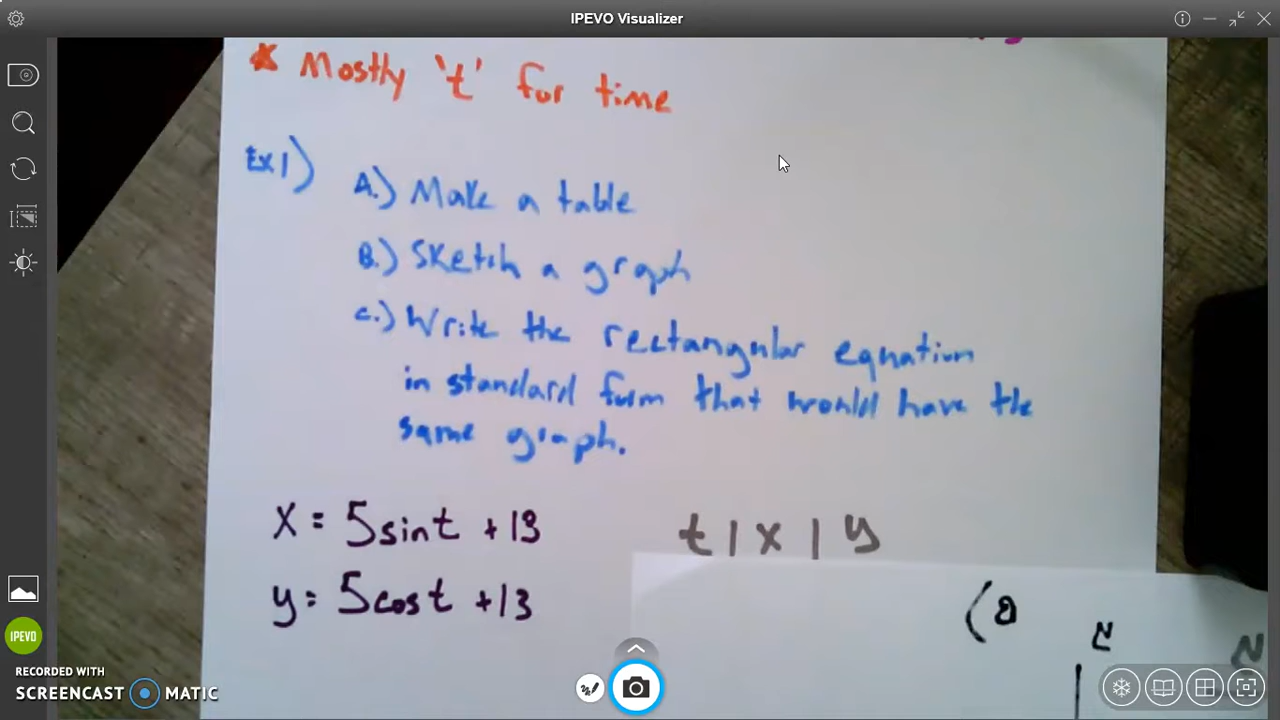 IPEVO Visualizer
* Mostly 't' for time
Ex 1)
A.) Make a table
B.) Sketch a graph
C.) Write the rectangular equation
in standard form that would have the
same graph.
x = 5sint +13
y = 5cost +13
t | x | y
IPEVO
RECORDED WITH
SCREENCAST MATIC